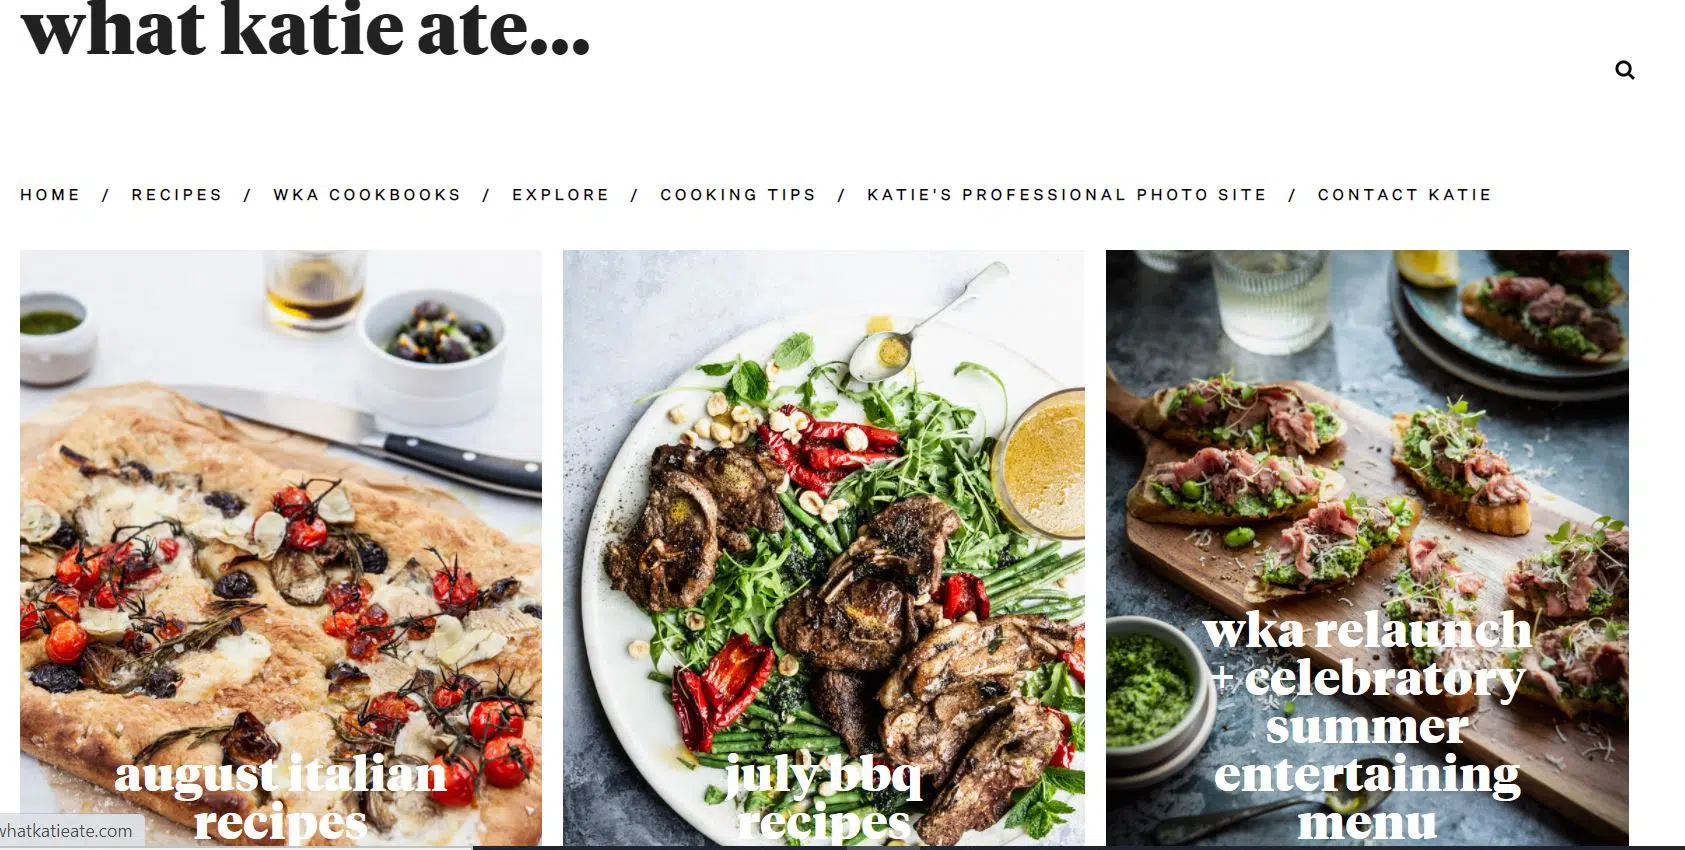 what katie ate...
HOME / RECIPES / WKA COOKBOOKS / EXPLORE / COOKING TIPS / KATIE'S PROFESSIONAL PHOTO SITE / CONTACT KATIE
august italian
recipes
july bbq
recipes
wka relaunch
+ celebratory
summer
entertaining
menu
whatkatieate.com